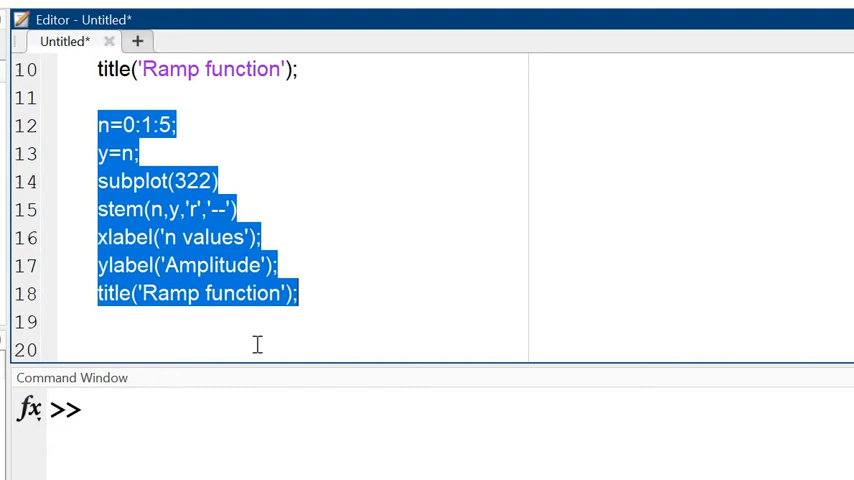 Editor - Untitled*
Untitled*
10 title('Ramp function');
11
12 n=0:1:5;
13 y=n;
14 subplot(322)
15 stem(n,y,'r','--')
16 xlabel('n values');
17 ylabel('Amplitude');
18 title('Ramp function');
19
20
Command Window
fx >>